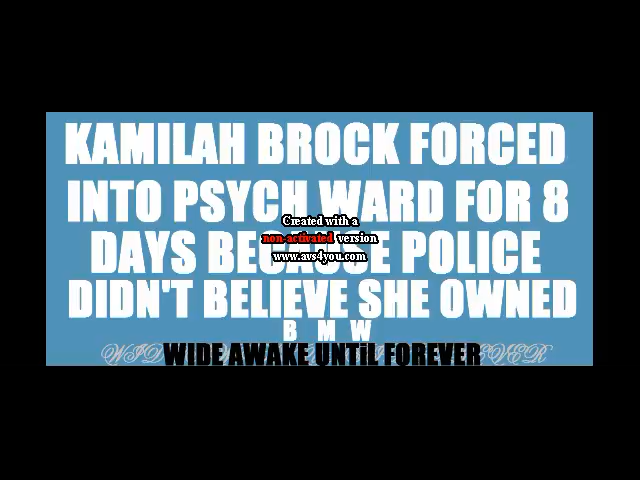 KAMILAH BROCK FORCED
INTO PSYCH WARD FOR 8
Created with a
non-activated version
www.avs4you.com
DAYS BECAUSE POLICE
DIDN'T BELIEVE SHE OWNED
B M W
WIDE AWAKE UNTiL FOREVER